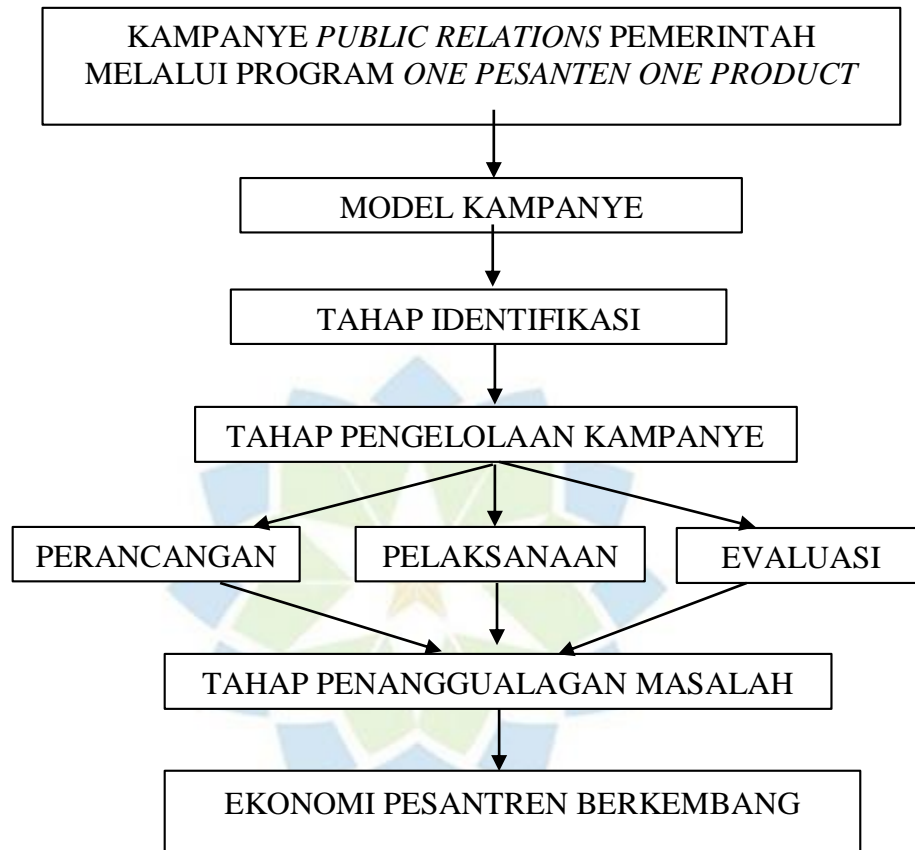 KAMPANYE PUBLIC RELATIONS PEMERINTAH
MELALUI PROGRAM ONE PESANTEN ONE PRODUCT
MODEL KAMPANYE
TAHAP IDENTIFIKASI
TAHAP PENGELOLAAN KAMPANYE
PERANCANGAN
PELAKSANAAN
EVALUASI
TAHAP PENANGGUALAGAN MASALAH
EKONOMI PESANTREN BERKEMBANG